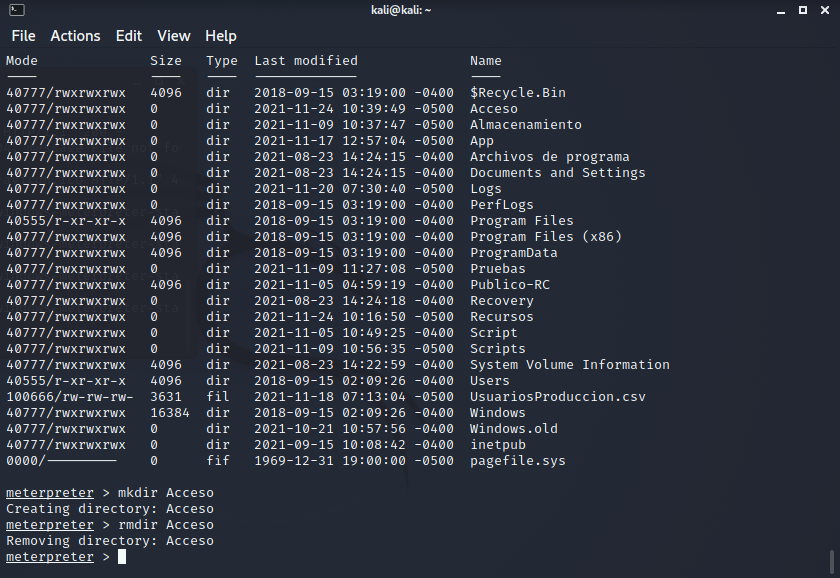 kali@kali: ~
File Actions Edit View Help
Mode Size Type Last modified Name
40777/rwxrwxrwx 4096 dir 2018-09-15 03:19:00 -0400 $Recycle.Bin
40777/rwxrwxrwx 0 dir 2021-11-24 10:39:49 -0500 Acceso
40777/rwxrwxrwx 0 dir 2021-11-09 10:37:47 -0500 Almacenamiento
40777/rwxrwxrwx 0 dir 2021-11-17 12:57:04 -0500 App
40777/rwxrwxrwx 0 dir 2021-08-23 14:24:15 -0400 Archivos de programa
40777/rwxrwxrwx 0 dir 2021-08-23 14:24:15 -0400 Documents and Settings
40777/rwxrwxrwx 0 dir 2021-11-20 07:30:40 -0500 Logs
40777/rwxrwxrwx 0 dir 2018-09-15 03:19:00 -0400 PerfLogs
40555/r-xr-xr-x 4096 dir 2018-09-15 03:19:00 -0400 Program Files
40777/rwxrwxrwx 4096 dir 2018-09-15 03:19:00 -0400 Program Files (x86)
40777/rwxrwxrwx 4096 dir 2018-09-15 03:19:00 -0400 ProgramData
40777/rwxrwxrwx 0 dir 2021-11-09 11:27:08 -0500 Pruebas
40777/rwxrwxrwx 4096 dir 2021-11-05 04:59:19 -0400 Publico-RC
40777/rwxrwxrwx 0 dir 2021-08-23 14:24:18 -0400 Recovery
40777/rwxrwxrwx 0 dir 2021-11-24 10:16:50 -0500 Recursos
40777/rwxrwxrwx 0 dir 2021-11-05 10:49:25 -0400 Script
40777/rwxrwxrwx 0 dir 2021-11-09 10:56:35 -0500 Scripts
40777/rwxrwxrwx 4096 dir 2021-08-23 14:22:59 -0400 System Volume Information
40555/r-xr-xr-x 4096 dir 2018-09-15 02:09:26 -0400 Users
100666/rw-rw-rw- 3631 fil 2021-11-18 07:13:04 -0500 UsuariosProduccion.csv
40777/rwxrwxrwx 16384 dir 2018-09-15 02:09:26 -0400 Windows
40777/rwxrwxrwx 0 dir 2021-10-21 10:57:56 -0400 Windows.old
40777/rwxrwxrwx 0 dir 2021-09-15 10:08:42 -0400 inetpub
0000/--------- 0 fif 1969-12-31 19:00:00 -0500 pagefile.sys
meterpreter > mkdir Acceso
Creating directory: Acceso
meterpreter > rmdir Acceso
Removing directory: Acceso
meterpreter >